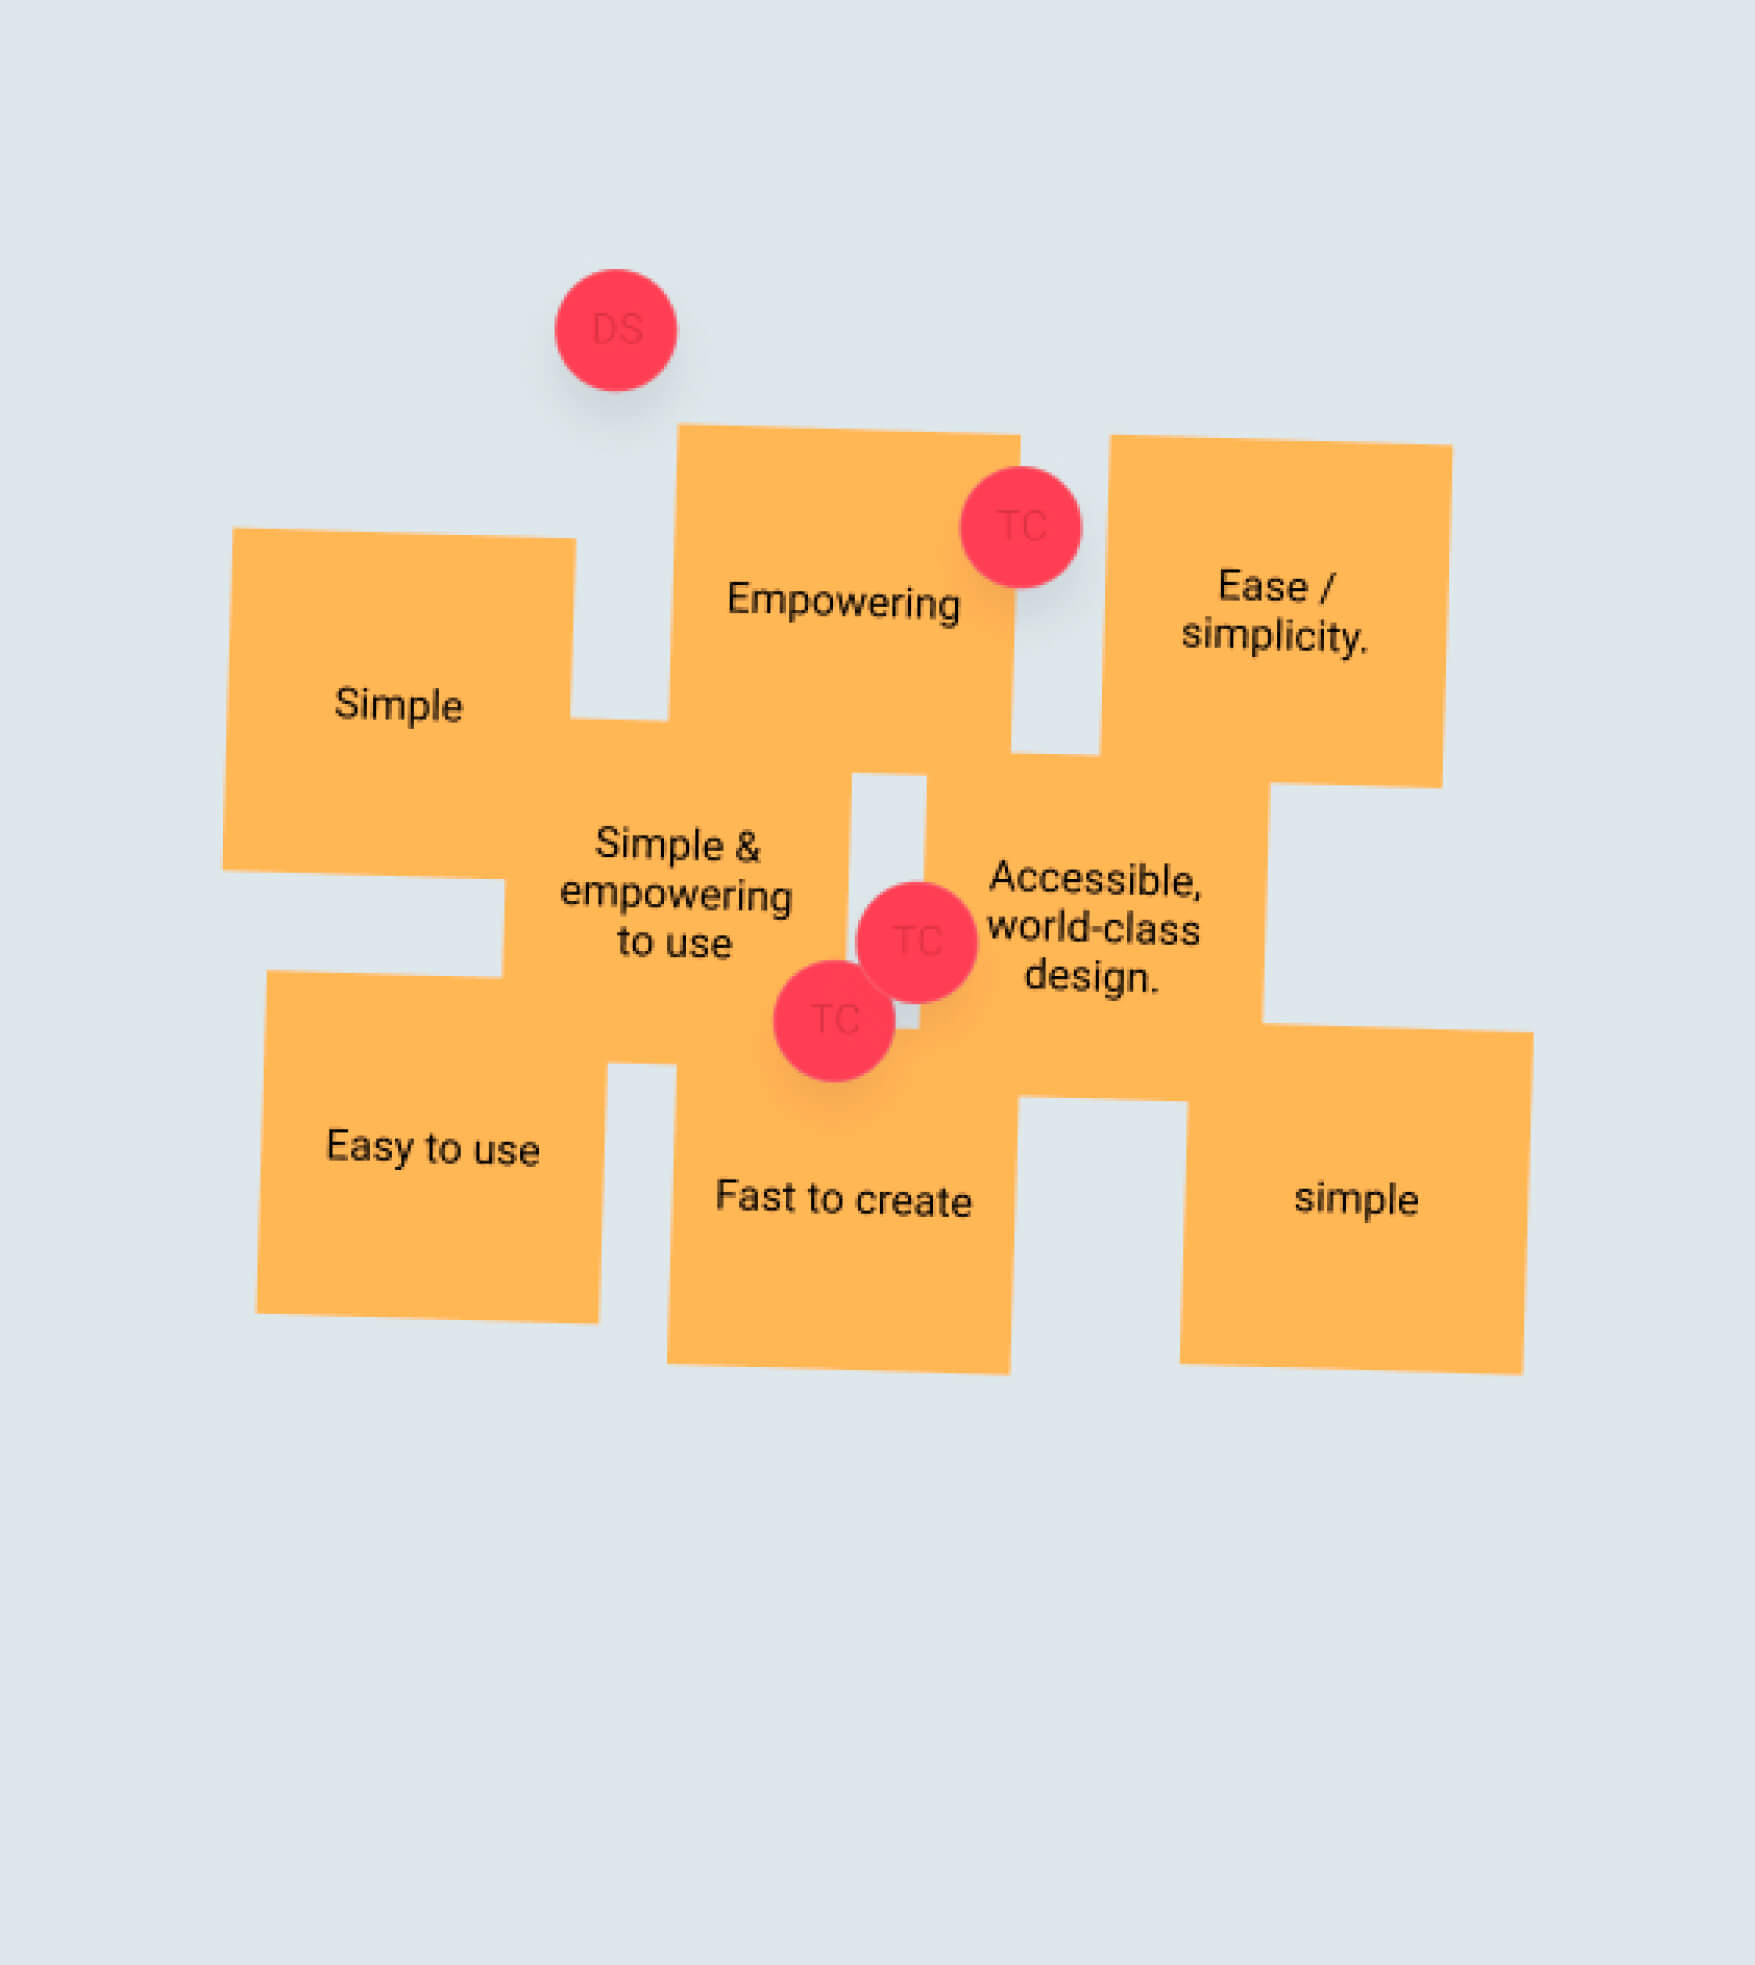 DS
TC
Empowering
Ease /
simplicity.
Simple
Simple &
empowering
to use
Accessible,
world-class
design.
TC
TC
Easy to use
Fast to create
simple